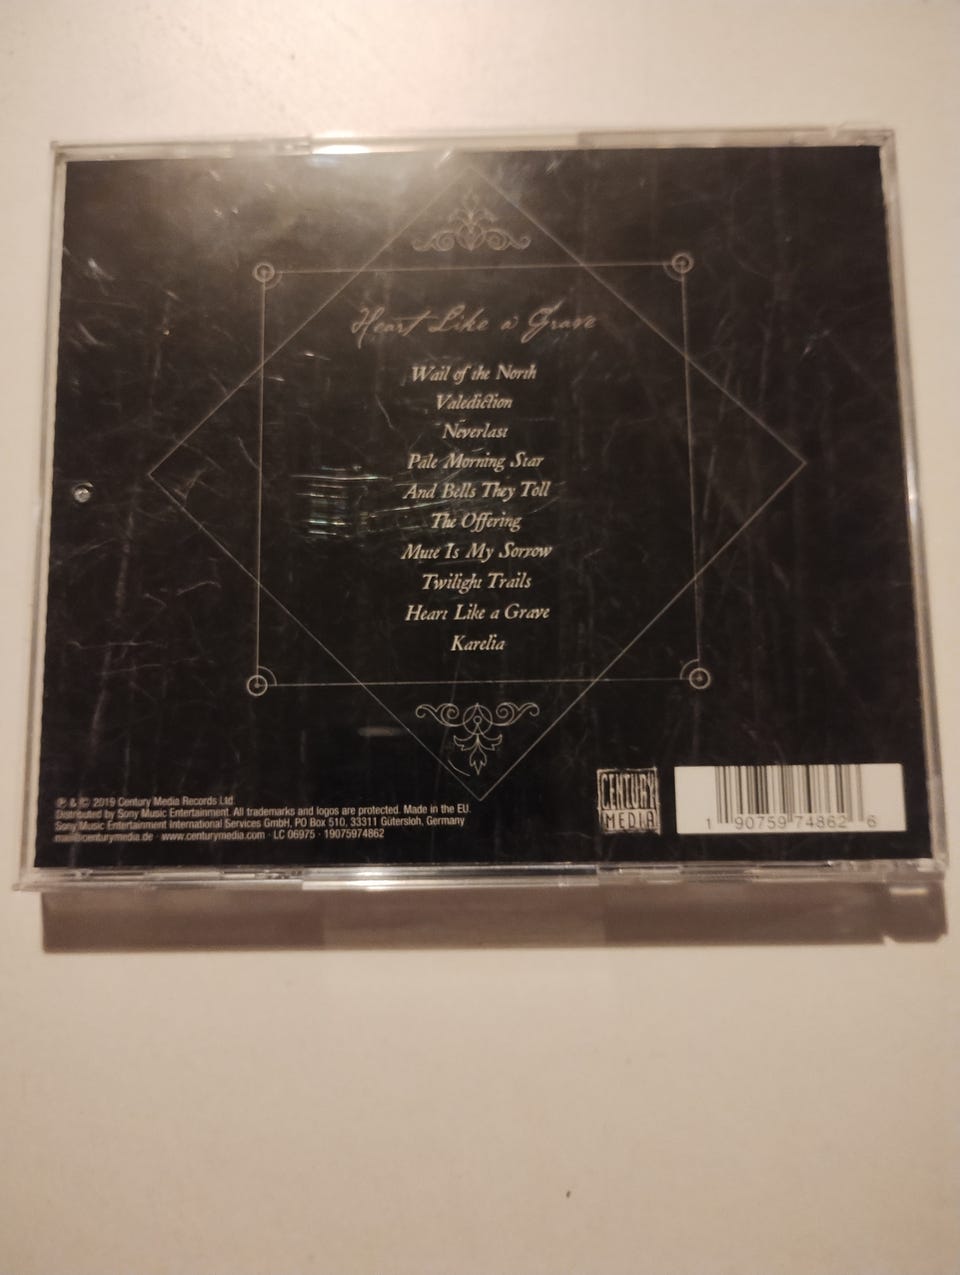 Heart Like a Grave
Wail of the North
Valediction
Neverlast
Pale Morning Star
And Bells They Toll
The Offering
Mute Is My Sorrow
Twilight Trails
Heart Like a Grave
Karelia
℗ & © 2019 Century Media Records Ltd.
Distributed by Sony Music Entertainment. All trademarks and logos are protected. Made in the EU.
Sony Music Entertainment International Services GmbH, PO Box 510, 33311 Gütersloh, Germany
mail@centurymedia.de · www.centurymedia.com · LC 06975 · 19075974862
CENTURY
MEDIA
1 90759 74862 6